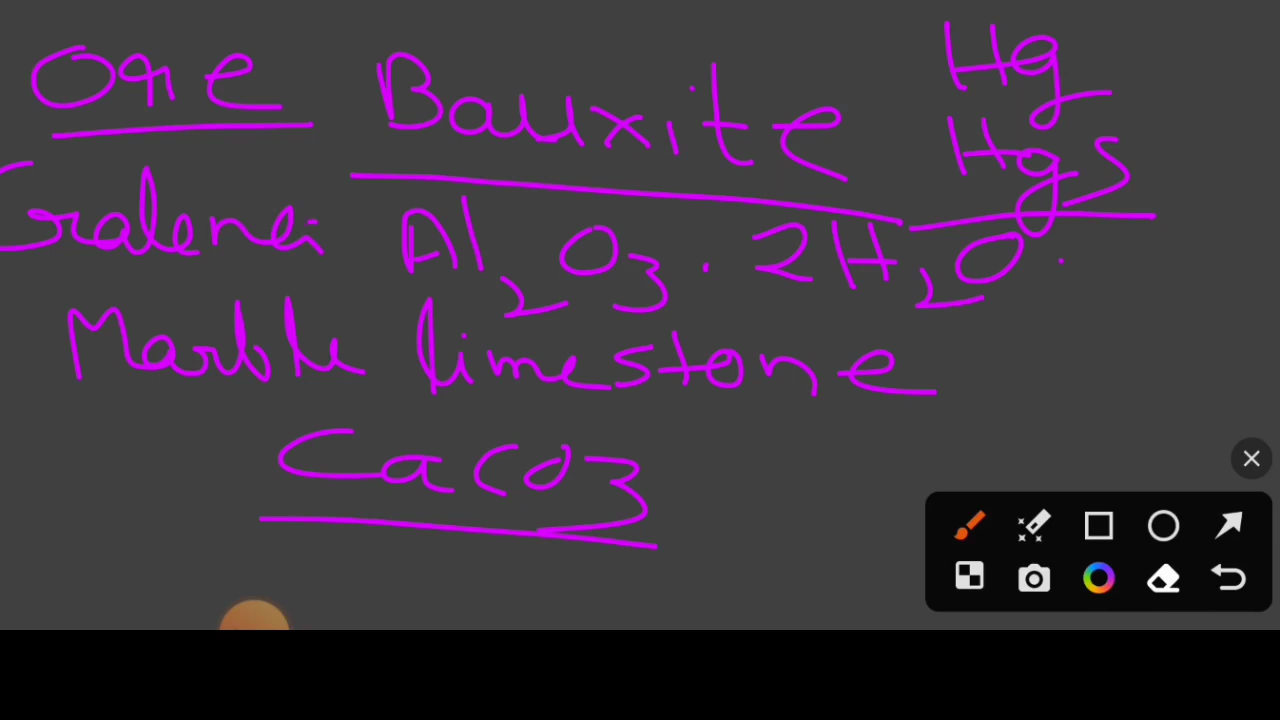 Ore Bauxite Hg
HgS
Galena Al2O3. 2H2O.
Marble limestone
CaCO3